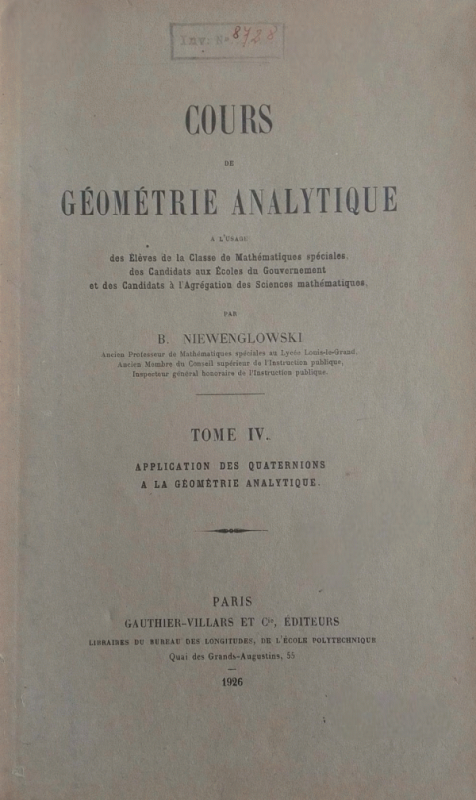 Inv. No 8728
COURS
DE
GÉOMÉTRIE ANALYTIQUE
A L'USAGE
des Élèves de la Classe de Mathématiques spéciales,
des Candidats aux Écoles du Gouvernement
et des Candidats à l'Agrégation des Sciences mathématiques,
PAR
B. NIEWENGLOWSKI
Ancien Professeur de Mathématiques spéciales au Lycée Louis-le-Grand,
Ancien Membre du Conseil supérieur de l'Instruction publique,
Inspecteur général honoraire de l'Instruction publique.
TOME IV.
APPLICATION DES QUATERNIONS
A LA GÉOMÉTRIE ANALYTIQUE.
PARIS
GAUTHIER-VILLARS ET Cie, ÉDITEURS
LIBRAIRES DU BUREAU DES LONGITUDES, DE L'ÉCOLE POLYTECHNIQUE
Quai des Grands-Augustins, 55
1926